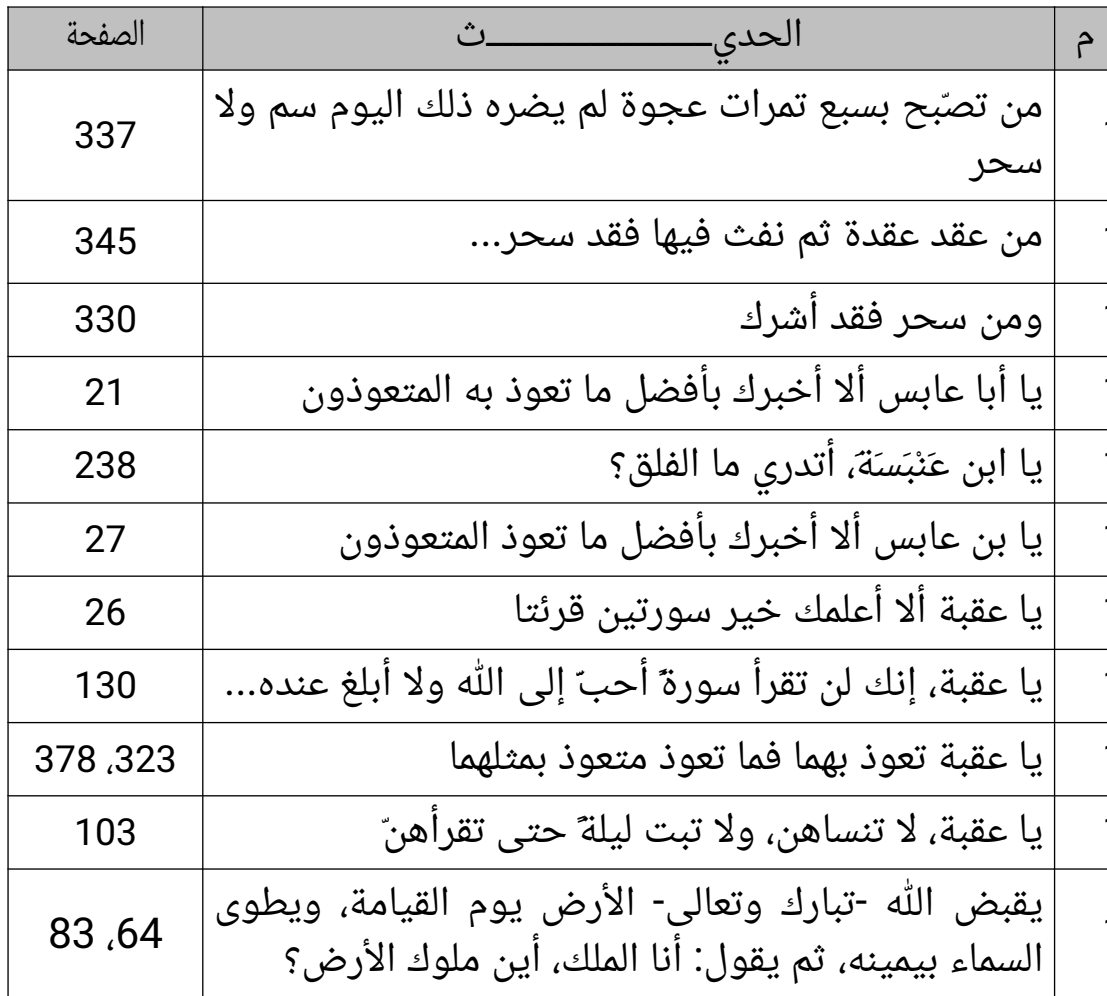 م الحديـــــــــــــــــث الصفحة
من تصبّح بسبع تمرات عجوة لم يضره ذلك اليوم سم ولا
سحر
337
من عقد عقدة ثم نفث فيها فقد سحر... 345
ومن سحر فقد أشرك 330
يا أبا عابس ألا أخبرك بأفضل ما تعوذ به المتعوذون 21
يا ابن عَنْبَسَةَ، أتدري ما الفلق؟ 238
يا بن عابس ألا أخبرك بأفضل ما تعوذ المتعوذون 27
يا عقبة ألا أعلمك خير سورتين قرئتا 26
يا عقبة، إنك لن تقرأ سورةً أحبّ إلى الله ولا أبلغ عنده... 130
يا عقبة تعوذ بهما فما تعوذ متعوذ بمثلهما 323، 378
يا عقبة، لا تنساهن، ولا تبت ليلةً حتى تقرأهنّ 103
يقبض الله -تبارك وتعالى- الأرض يوم القيامة، ويطوى
السماء بيمينه، ثم يقول: أنا الملك، أين ملوك الأرض؟
64، 83